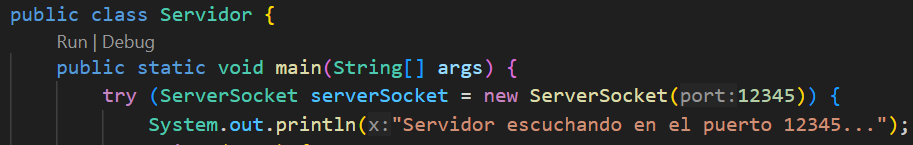 public class Servidor {
Run | Debug
public static void main(String[] args) {
try (ServerSocket serverSocket = new ServerSocket(port:12345)) {
System.out.println(x:"Servidor escuchando en el puerto 12345...");